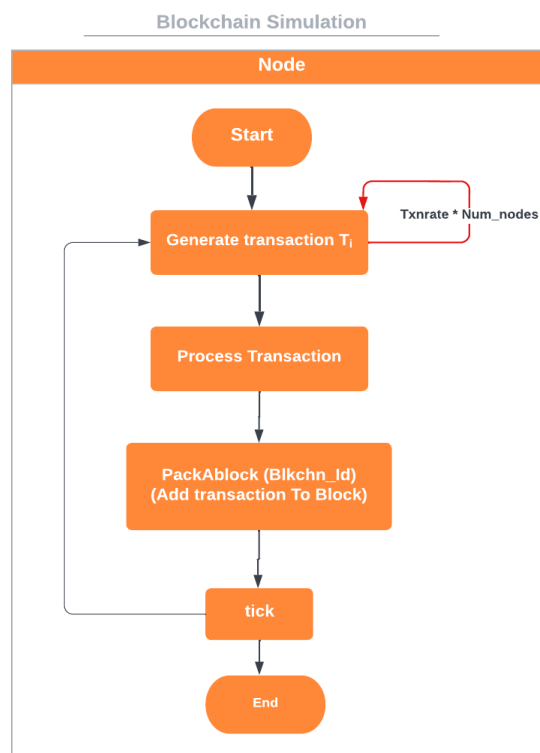 Blockchain Simulation
Node
Start
Txnrate * Num_nodes
Generate transaction Tᵢ
Process Transaction
PackAblock (Blkchn_Id)
(Add transaction To Block)
tick
End